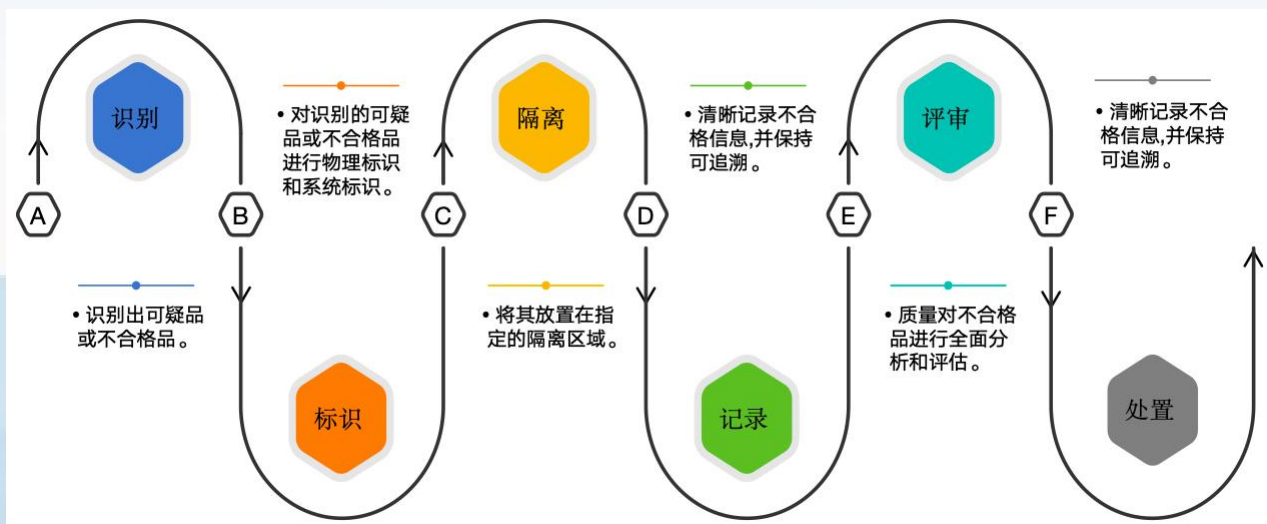 识别
• 对识别的可疑
品或不合格品
进行物理标识
和系统标识。
隔离
• 清晰记录不合
格信息,并保持
可追溯。
评审
• 清晰记录不合
格信息,并保持
可追溯。
A
B
C
D
E
F
• 识别出可疑品
或不合格品。
标识
• 将其放置在指
定的隔离区域。
记录
• 质量对不合格
品进行全面分
析和评估。
处置